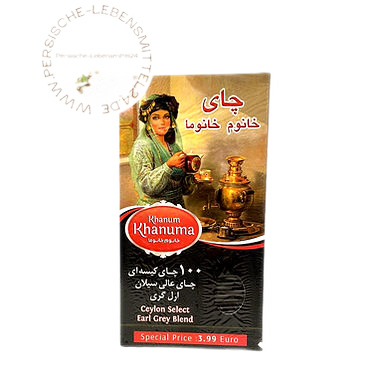 WWW.PERSISCHE-LEBENSMITTEL24.DE
چای
خانوم خانوما
Khanum
Khanuma
خانوم خانوما
۱۰۰ چای کیسه ای
چای عالی سیلان
ارل گری
Ceylon Select
Earl Grey Blend
Special Price 3.99 Euro